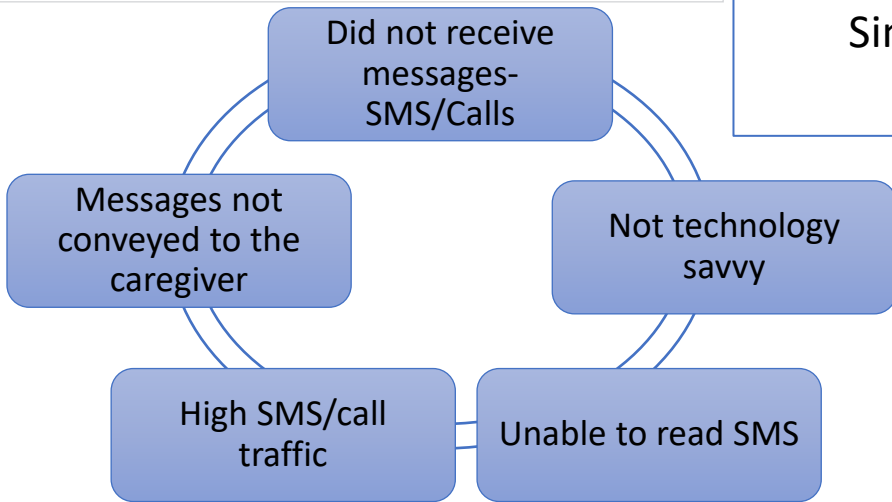 Did not receive
messages-
SMS/Calls
Not technology
savvy
Unable to read SMS
High SMS/call
traffic
Messages not
conveyed to the
caregiver